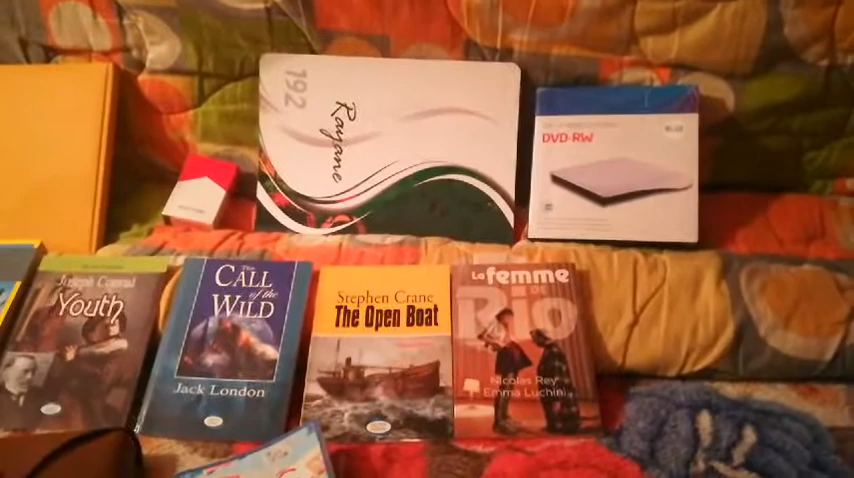 192
Rayane
DVD-RW
Joseph Conrad
Youth
The
CALL
of the
WILD
Jack London
Stephen Crane
The Open Boat
La femme
DE
Rio
Nicolas Rey
Emma Luchini